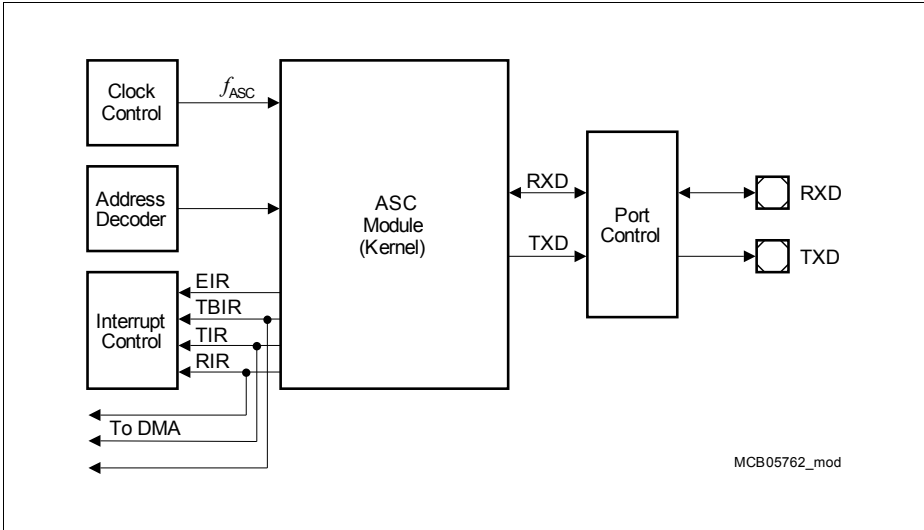 Clock
Control
fASC
Address
Decoder
ASC
Module
(Kernel)
RXD
TXD
Port
Control
RXD
TXD
Interrupt
Control
EIR
TBIR
TIR
RIR
To DMA
MCB05762_mod